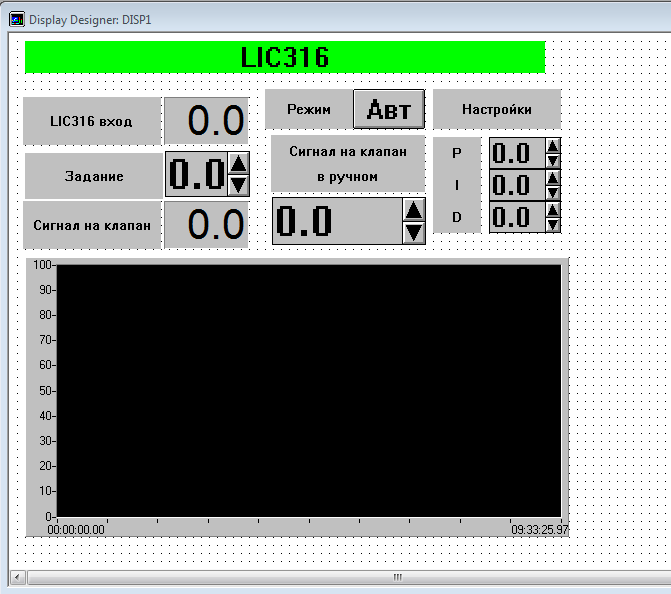 Display Designer: DISP1
LIC316
LIC316 вход
0.0
Режим
Авт
Настройки
Задание
0.0
Сигнал на клапан
в ручном
P
0.0
I
0.0
D
0.0
Сигнал на клапан
0.0
0.0
100
90
80
70
60
50
40
30
20
10
0
00:00:00.00
09:33:25.97